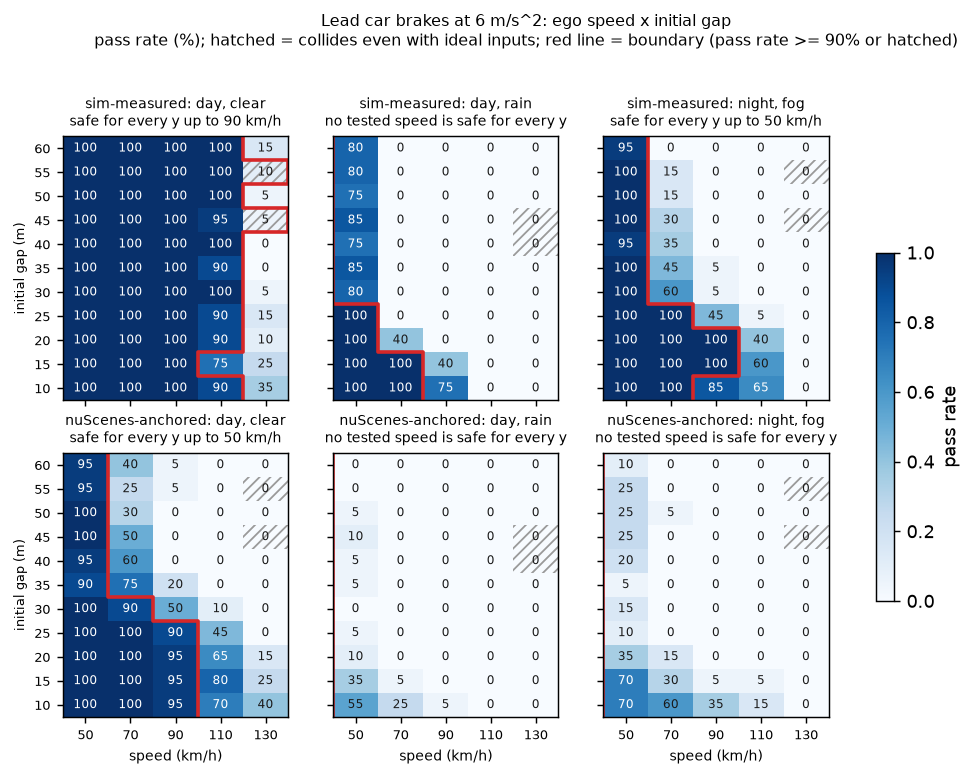 Lead car brakes at 6 m/s^2: ego speed x initial gap
pass rate (%); hatched = collides even with ideal inputs; red line = boundary (pass rate >= 90% or hatched)
sim-measured: day, clear
safe for every y up to 90 km/h
sim-measured: day, rain
no tested speed is safe for every y
sim-measured: night, fog
safe for every y up to 50 km/h
initial gap (m)
60 100 100 100 100 15 80 0 0 0 0 95 0 0 0 0
55 100 100 100 100 10 80 0 0 0 0 100 15 0 0 0
50 100 100 100 100 5 75 0 0 0 0 100 15 0 0 0
45 100 100 100 95 5 85 0 0 0 0 100 30 0 0 0
40 100 100 100 100 0 75 0 0 0 0 95 35 0 0 0
35 100 100 100 90 0 85 0 0 0 0 100 45 5 0 0
30 100 100 100 100 5 80 0 0 0 0 100 60 5 0 0
25 100 100 100 90 15 100 0 0 0 0 100 100 45 5 0
20 100 100 100 90 10 100 40 0 0 0 100 100 100 40 0
15 100 100 100 75 25 100 100 40 0 0 100 100 100 60 0
10 100 100 100 90 35 100 100 75 0 0 100 100 85 65 0
nuScenes-anchored: day, clear
safe for every y up to 50 km/h
nuScenes-anchored: day, rain
no tested speed is safe for every y
nuScenes-anchored: night, fog
no tested speed is safe for every y
initial gap (m)
60 95 40 5 0 0 0 0 0 0 0 10 0 0 0 0
55 95 25 5 0 0 0 0 0 0 0 25 0 0 0 0
50 100 30 0 0 0 5 0 0 0 0 25 5 0 0 0
45 100 50 0 0 0 10 0 0 0 0 25 0 0 0 0
40 95 60 0 0 0 5 0 0 0 0 20 0 0 0 0
35 90 75 20 0 0 5 0 0 0 0 5 0 0 0 0
30 100 90 50 10 0 0 0 0 0 0 15 0 0 0 0
25 100 100 90 45 0 5 0 0 0 0 10 0 0 0 0
20 100 100 95 65 15 10 0 0 0 0 35 15 0 0 0
15 100 100 95 80 25 35 5 0 0 0 70 30 5 5 0
10 100 100 95 70 40 55 25 5 0 0 70 60 35 15 0
50 70 90 110 130 50 70 90 110 130 50 70 90 110 130
speed (km/h) speed (km/h) speed (km/h)
1.0
0.8
0.6
0.4
0.2
0.0
pass rate